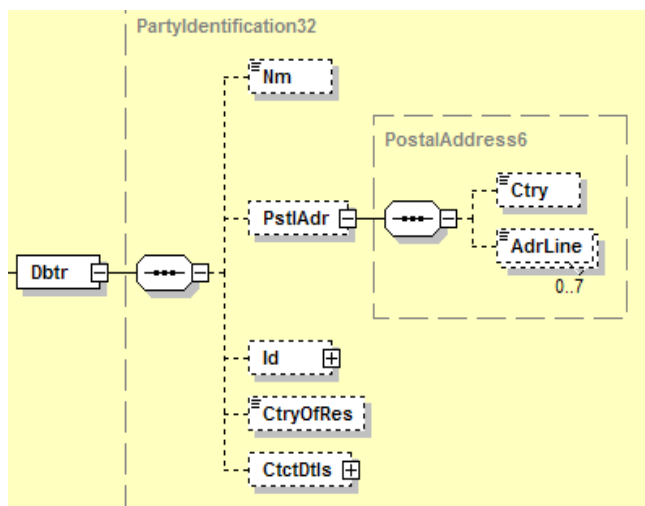 PartyIdentification32
Nm
PostalAddress6
Ctry
PstlAdr
AdrLine
0..7
Dbtr
Id
CtryOfRes
CtctDtls